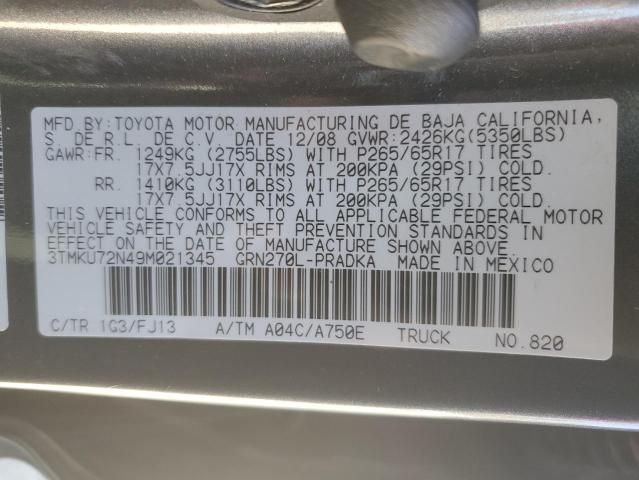 MFD.BY:TOYOTA MOTOR MANUFACTURING DE BAJA CALIFORNIA,
S. DE R.L. DE C.V. DATE 12/08 GVWR:2426KG(5350LBS)
GAWR:FR. 1249KG (2755LBS) WITH P265/65R17 TIRES
17X7.5JJ17X RIMS AT 200KPA (29PSI) COLD.
RR. 1410KG (3110LBS) WITH P265/65R17 TIRES
17X7.5JJ17X RIMS AT 200KPA (29PSI) COLD.
THIS VEHICLE CONFORMS TO ALL APPLICABLE FEDERAL MOTOR
VEHICLE SAFETY AND THEFT PREVENTION STANDARDS IN
EFFECT ON THE DATE OF MANUFACTURE SHOWN ABOVE.
3TMKU72N49M021345 GRN270L-PRADKA MADE IN MEXICO
C/TR 1G3/FJ13 A/TM A04C/A750E TRUCK NO.820